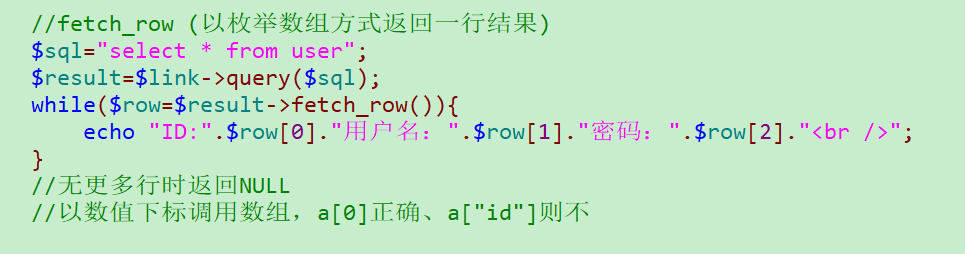 //fetch_row (以枚举数组方式返回一行结果)
$sql="select * from user";
$result=$link->query($sql);
while($row=$result->fetch_row()){
    echo "ID:".$row[0]."用户名：".$row[1]."密码：".$row[2]."<br />";
}
//无更多行时返回NULL
//以数值下标调用数组，a[0]正确、a["id"]则不